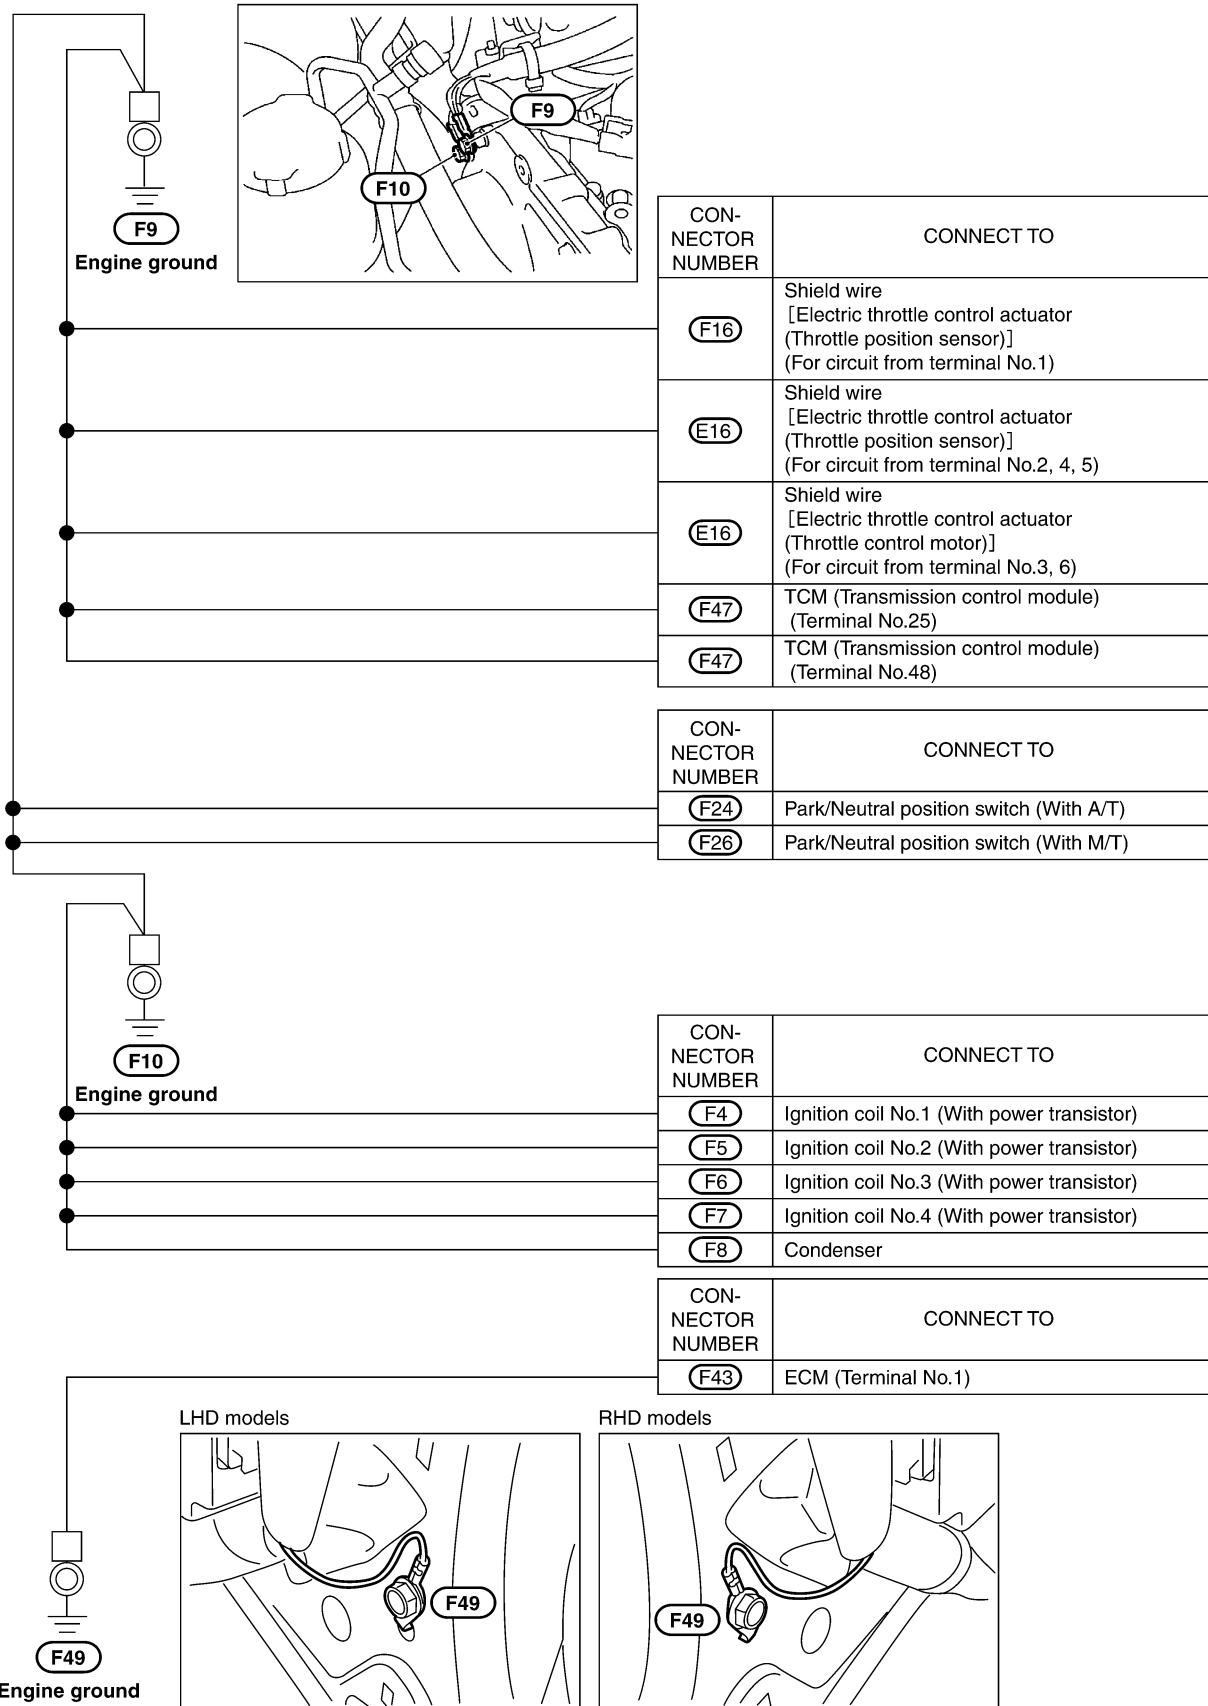 F9
F10
F9
Engine ground
CON-
NECTOR
NUMBER
CONNECT TO
F16
Shield wire
[Electric throttle control actuator
(Throttle position sensor)]
(For circuit from terminal No.1)
E16
Shield wire
[Electric throttle control actuator
(Throttle position sensor)]
(For circuit from terminal No.2, 4, 5)
E16
Shield wire
[Electric throttle control actuator
(Throttle control motor)]
(For circuit from terminal No.3, 6)
F47
TCM (Transmission control module)
(Terminal No.25)
F47
TCM (Transmission control module)
(Terminal No.48)
CON-
NECTOR
NUMBER
CONNECT TO
F24
Park/Neutral position switch (With A/T)
F26
Park/Neutral position switch (With M/T)
F10
Engine ground
CON-
NECTOR
NUMBER
CONNECT TO
F4
Ignition coil No.1 (With power transistor)
F5
Ignition coil No.2 (With power transistor)
F6
Ignition coil No.3 (With power transistor)
F7
Ignition coil No.4 (With power transistor)
F8
Condenser
CON-
NECTOR
NUMBER
CONNECT TO
F43
ECM (Terminal No.1)
LHD models
RHD models
F49
F49
F49
Engine ground